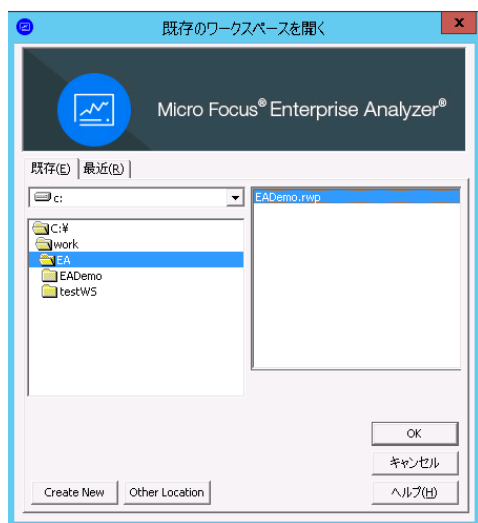 既存のワークスペースを開く
x
Micro Focus® Enterprise Analyzer®
既存(E) 最近(R)
c:
EADemo.rwp
C:¥
work
EA
EADemo
testWS
OK
キャンセル
Create New Other Location ヘルプ(H)